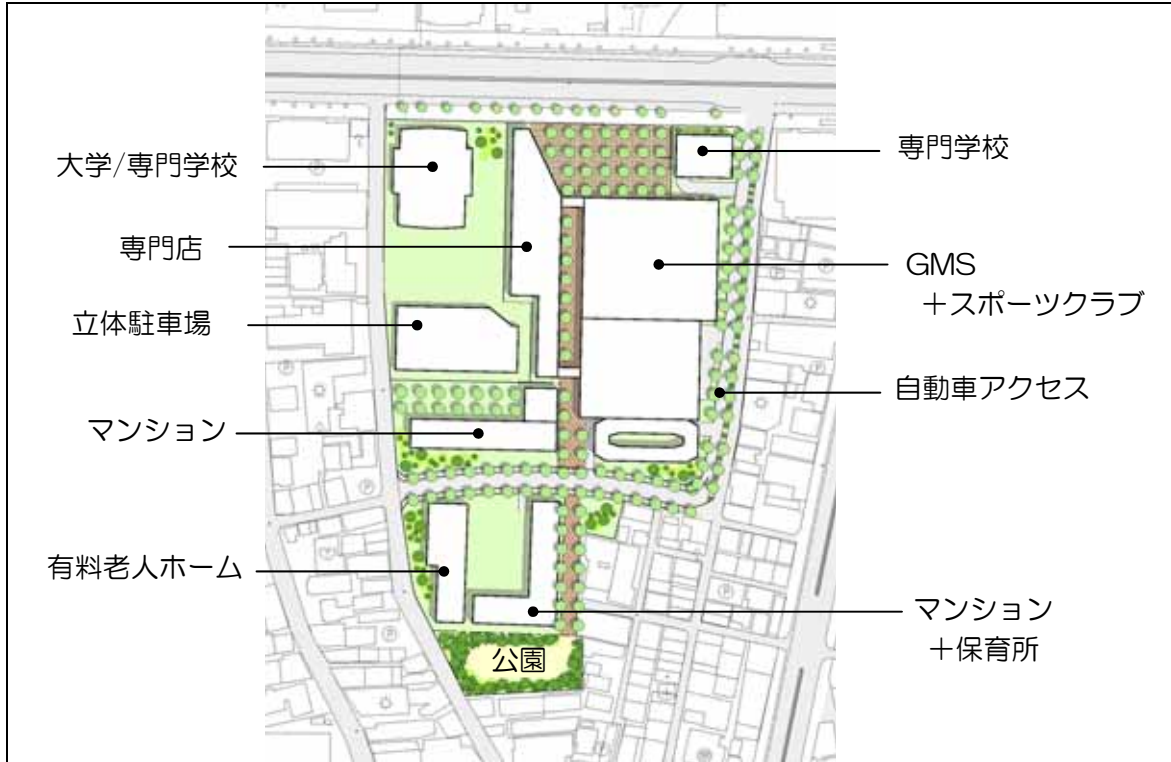 大学/専門学校
専門店
立体駐車場
マンション
有料老人ホーム
専門学校
GMS
+スポーツクラブ
自動車アクセス
マンション
+保育所
公園